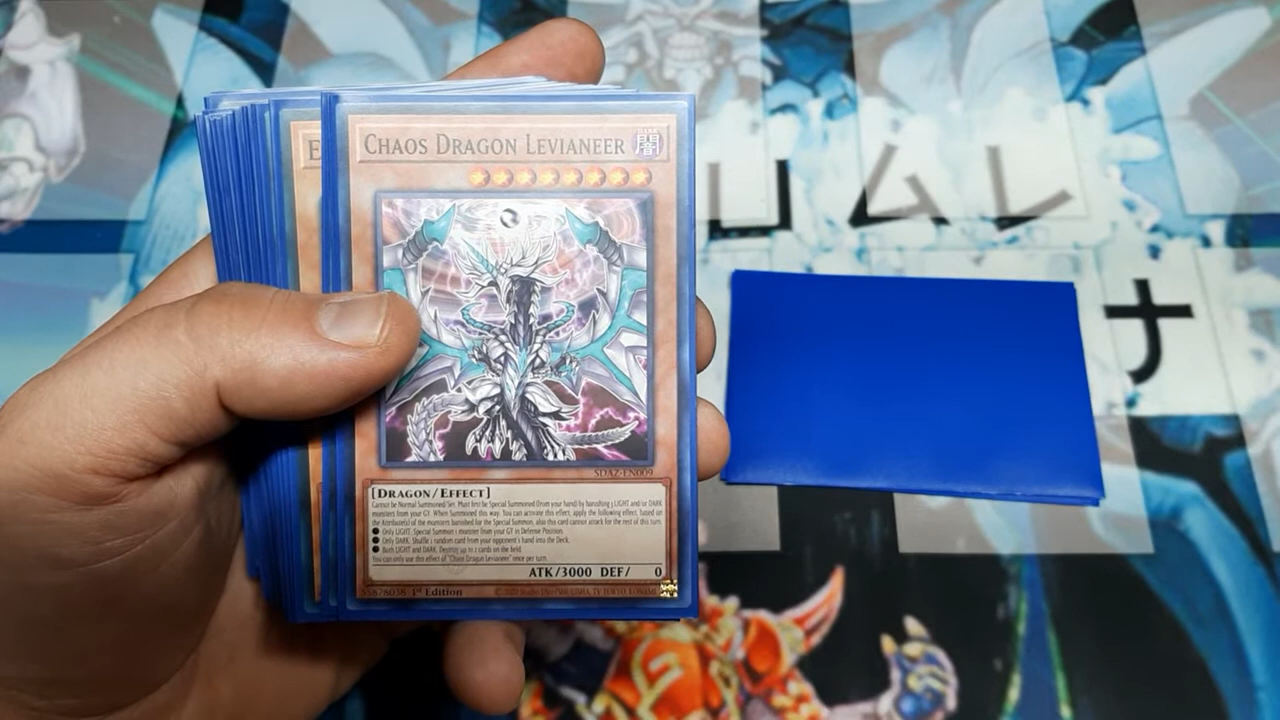 E
CHAOS DRAGON LEVIANEER
DARK
闇
SDAZ-EN009
[DRAGON/EFFECT]
Cannot be Normal Summoned/Set. Must first be Special Summoned (from your hand) by banishing 3 LIGHT and/or DARK
monsters from your GY. When Summoned this way: You can activate this effect; apply the following effect, based on
the Attribute(s) of the monsters banished for the Special Summon, also this card cannot attack for the rest of this turn.
● Only LIGHT: Special Summon 1 monster from your GY in Defense Position.
● Only DARK: Shuffle 1 random card from your opponent's hand into the Deck.
● Both LIGHT and DARK: Destroy up to 2 cards on the field.
You can only use this effect of "Chaos Dragon Levianeer" once per turn.
ATK/3000 DEF/ 0
55878038 1st Edition
ム レ
ナ